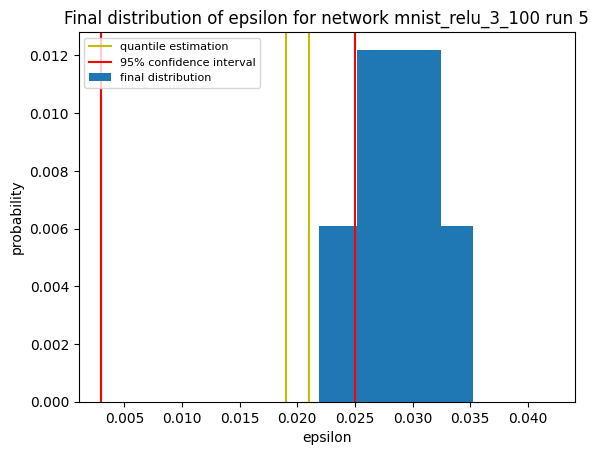 Final distribution of epsilon for network mnist_relu_3_100 run 5
quantile estimation
95% confidence interval
final distribution
probability
0.012
0.010
0.008
0.006
0.004
0.002
0.000
0.005 0.010 0.015 0.020 0.025 0.030 0.035 0.040
epsilon